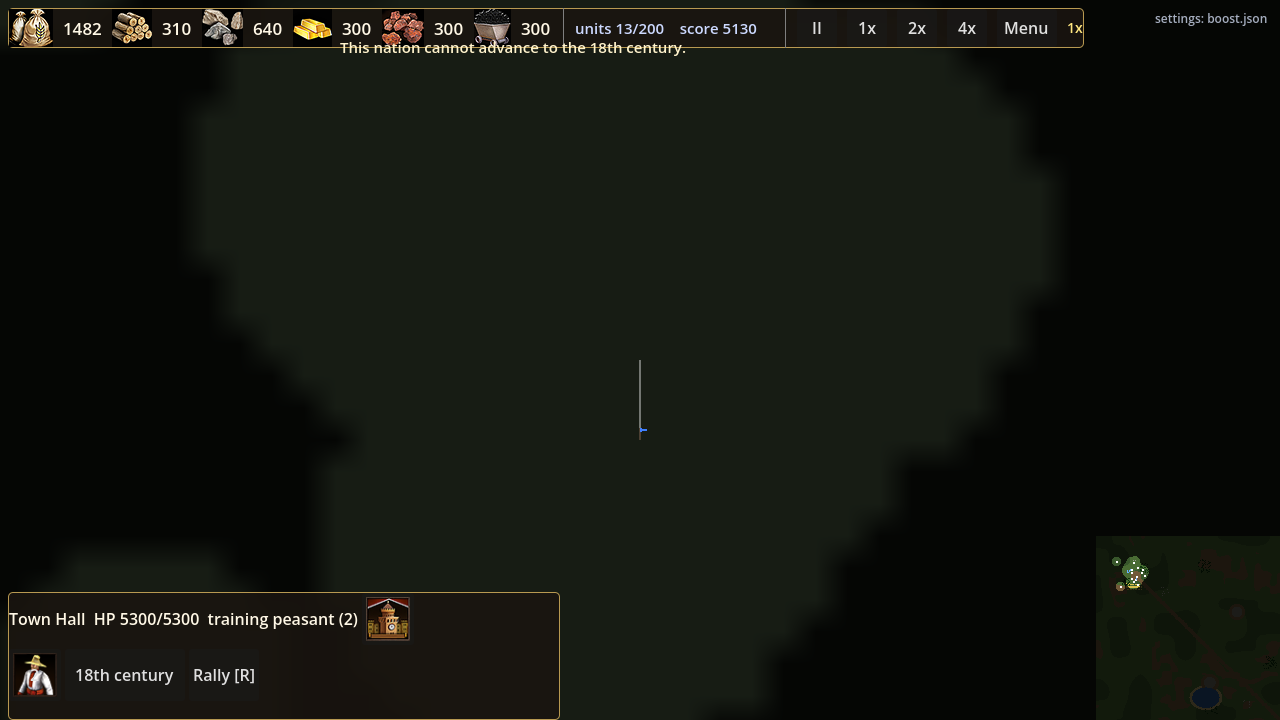 1482 310 640 300 300 300 units 13/200 score 5130 II 1x 2x 4x Menu 1x
settings: boost.json
This nation cannot advance to the 18th century.
Town Hall HP 5300/5300 training peasant (2)
18th century Rally [R]